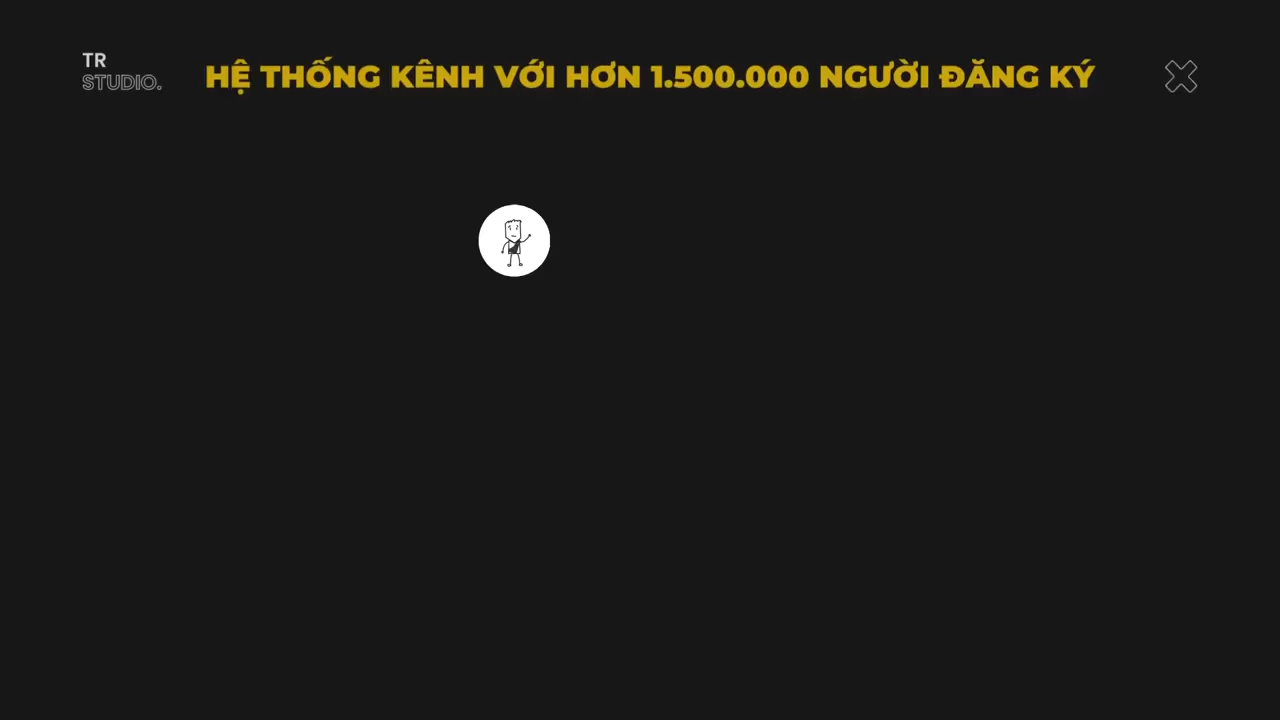 TR
STUDIO.
HỆ THỐNG KÊNH VỚI HƠN 1.500.000 NGƯỜI ĐĂNG KÝ